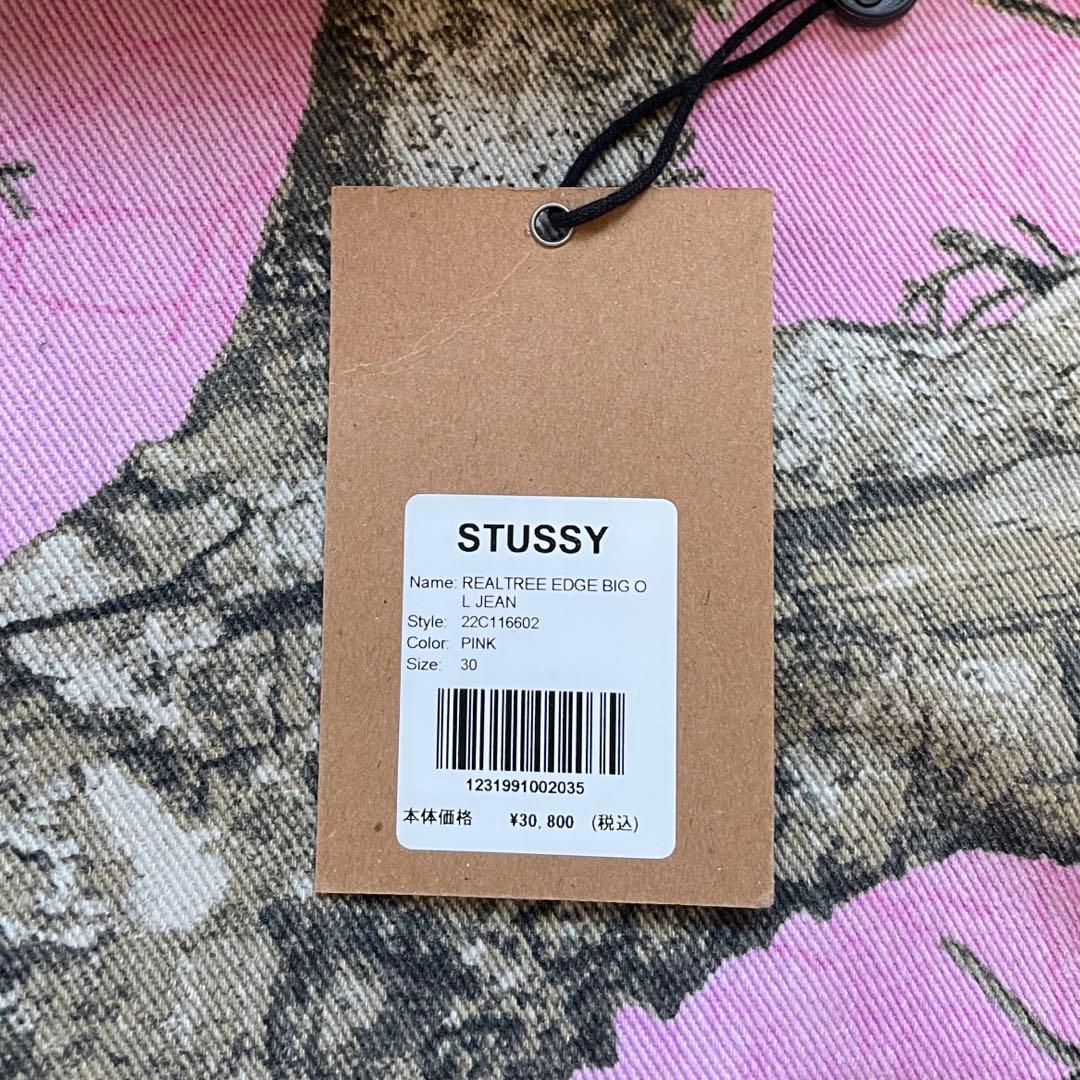 STUSSY
Name: REALTREE EDGE BIG O
L JEAN
Style: 22C116602
Color: PINK
Size: 30
1231991002035
本体価格 ¥30,800 (税込)